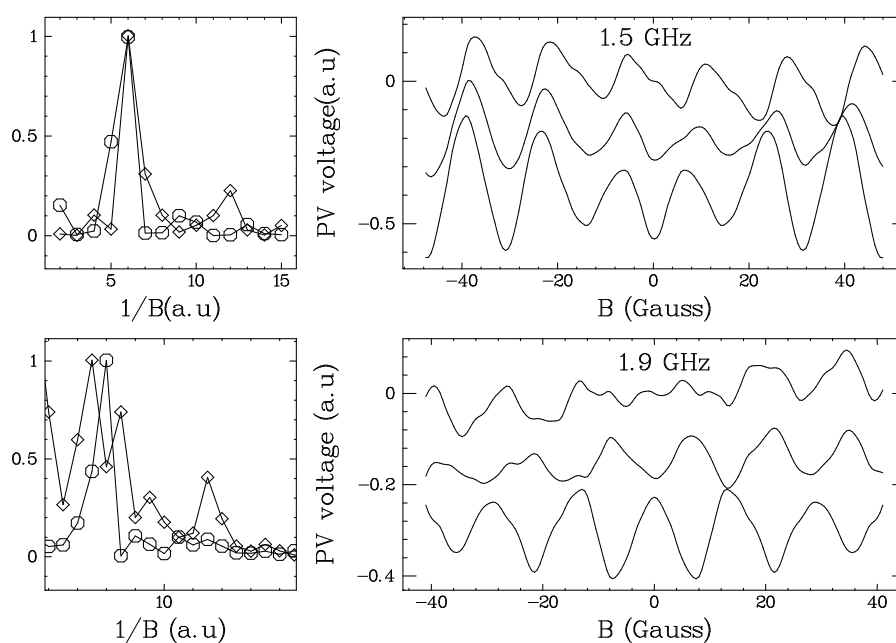 1
0.5
0
5 10 15
1/B(a.u)
PV voltage(a.u)
1.5 GHz
0
−0.5
−40 −20 0 20 40
B (Gauss)
1
0.5
0
10
1/B (a.u)
PV voltage (a.u)
1.9 GHz
0
−0.2
−0.4
−40 −20 0 20 40
B (Gauss)